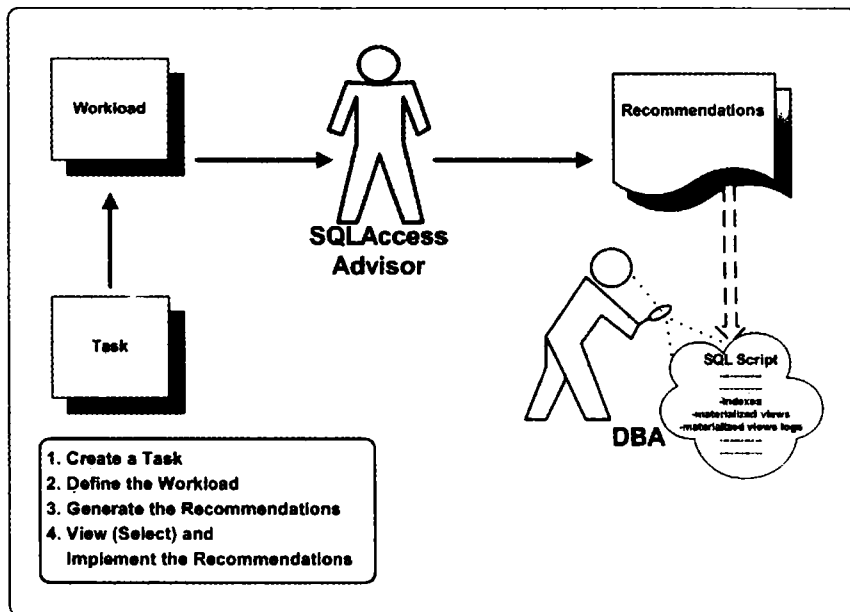 Workload
Recommendations
SQLAccess
Advisor
Task
SQL Script
-indexes
-materialized views
-materialized views logs
DBA
1. Create a Task
2. Define the Workload
3. Generate the Recommendations
4. View (Select) and
Implement the Recommendations